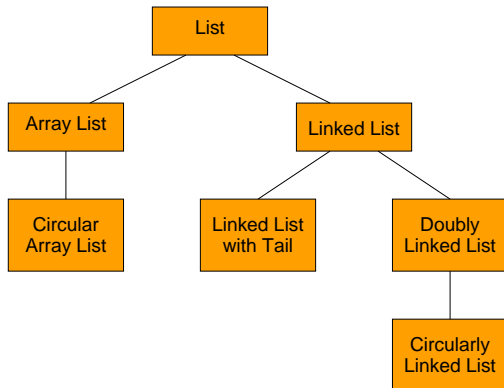 List
Array List
Linked List
Circular
Array List
Linked List
with Tail
Doubly
Linked List
Circularly
Linked List